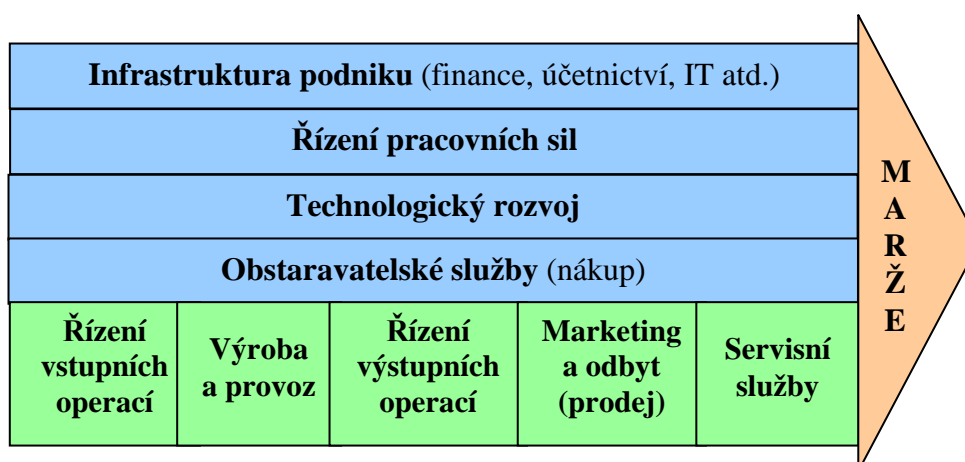 Infrastruktura podniku (finance, účetnictví, IT atd.)
Řízení pracovních sil
Technologický rozvoj
Obstaravatelské služby (nákup)
Řízení
vstupních
operací
Výroba
a provoz
Řízení
výstupních
operací
Marketing
a odbyt
(prodej)
Servisní
služby
M
A
R
Ž
E